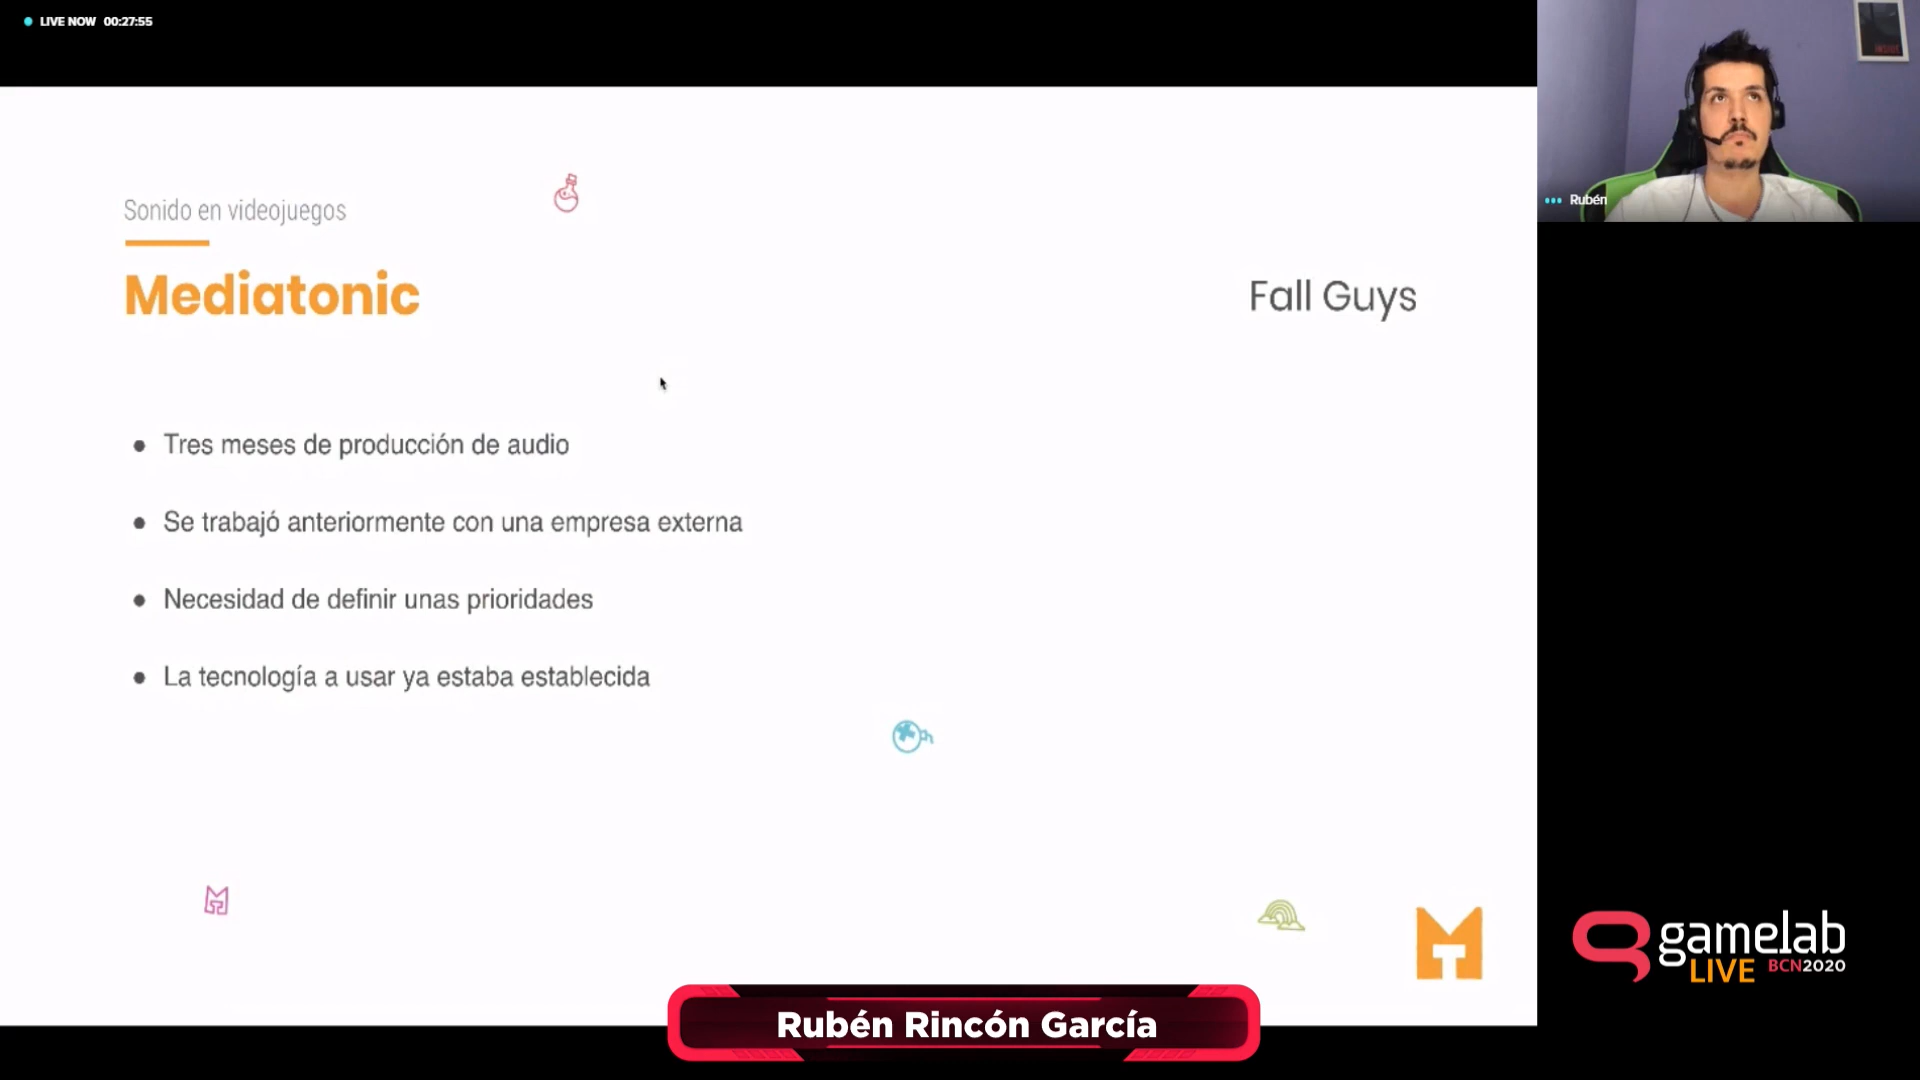 LIVE NOW 00:27:55
Sonido en videojuegos
Mediatonic
Fall Guys
● Tres meses de producción de audio
● Se trabajó anteriormente con una empresa externa
● Necesidad de definir unas prioridades
● La tecnología a usar ya estaba establecida
INSIDE
Rubén
gamelab
LIVE BCN2020
Rubén Rincón García